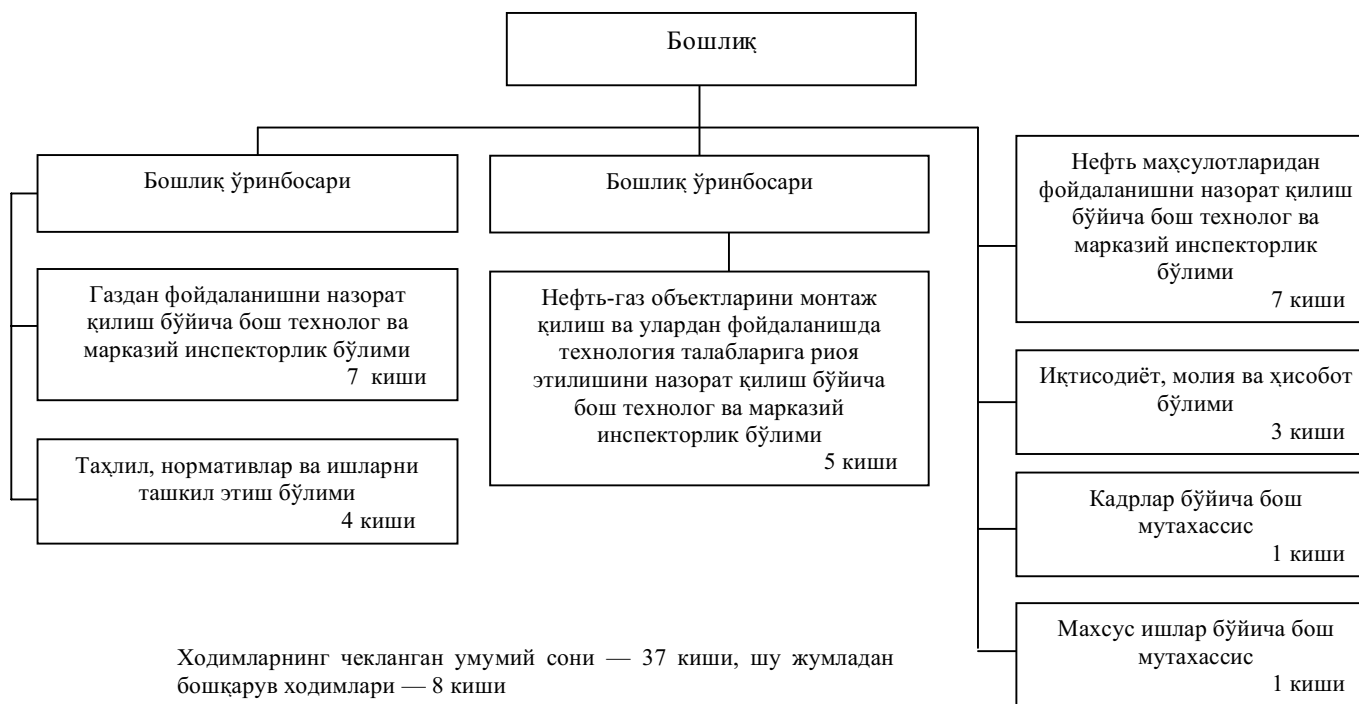 Бошлиқ
Бошлиқ ўринбосари
Газдан фойдаланишни назорат
қилиш бўйича бош технолог ва
марказий инспекторлик бўлими
7 киши
Таҳлил, нормативлар ва ишларни
ташкил этиш бўлими
4 киши
Бошлиқ ўринбосари
Нефть-газ объектларини монтаж
қилиш ва улардан фойдаланишда
технология талабларига риоя
этилишини назорат қилиш бўйича
бош технолог ва марказий
инспекторлик бўлими
5 киши
Нефть маҳсулотларидан
фойдаланишни назорат қилиш
бўйича бош технолог ва
марказий инспекторлик
бўлими
7 киши
Иқтисодиёт, молия ва ҳисобот
бўлими
3 киши
Кадрлар бўйича бош
мутахассис
1 киши
Махсус ишлар бўйича бош
мутахассис
1 киши
Ходимларнинг чекланган умумий сони — 37 киши, шу жумладан
бошқарув ходимлари — 8 киши